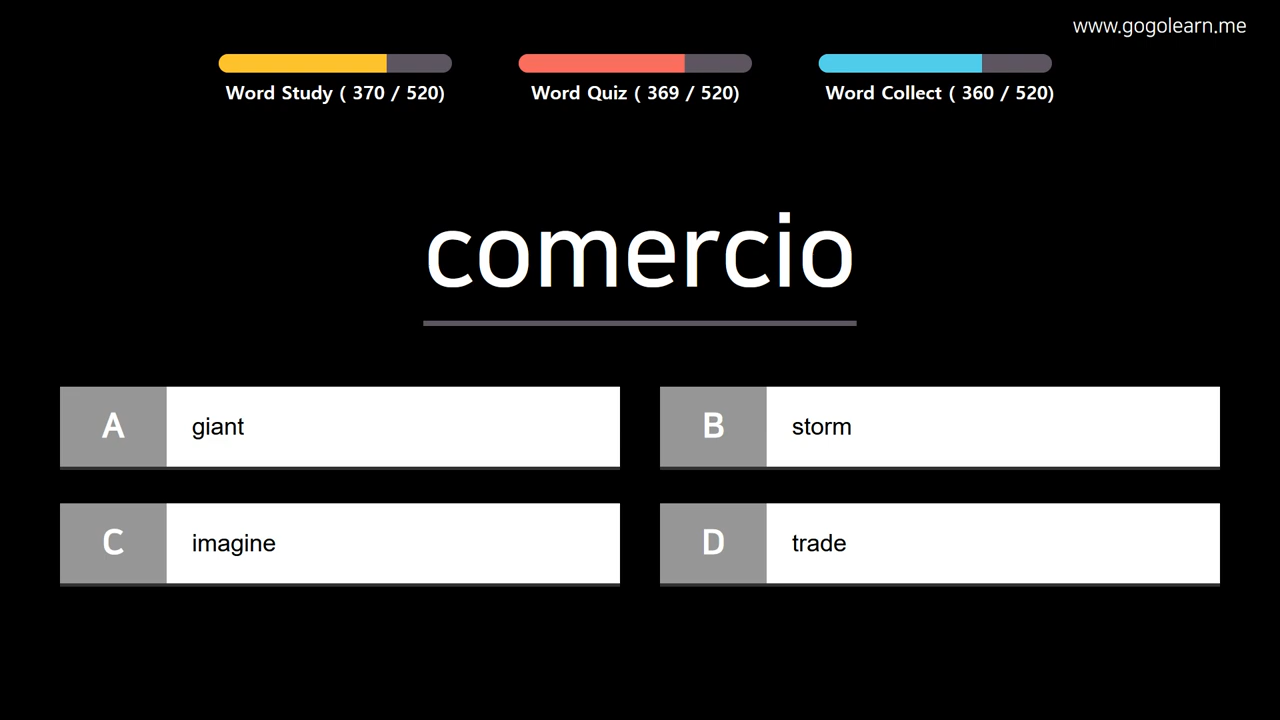 www.gogolearn.me
Word Study ( 370 / 520)
Word Quiz ( 369 / 520)
Word Collect ( 360 / 520)
comercio
A giant
B storm
C imagine
D trade